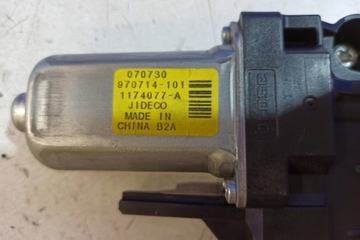 070730
970714-101
1174077-A
JIDECO
MADE IN
CHINA B2A